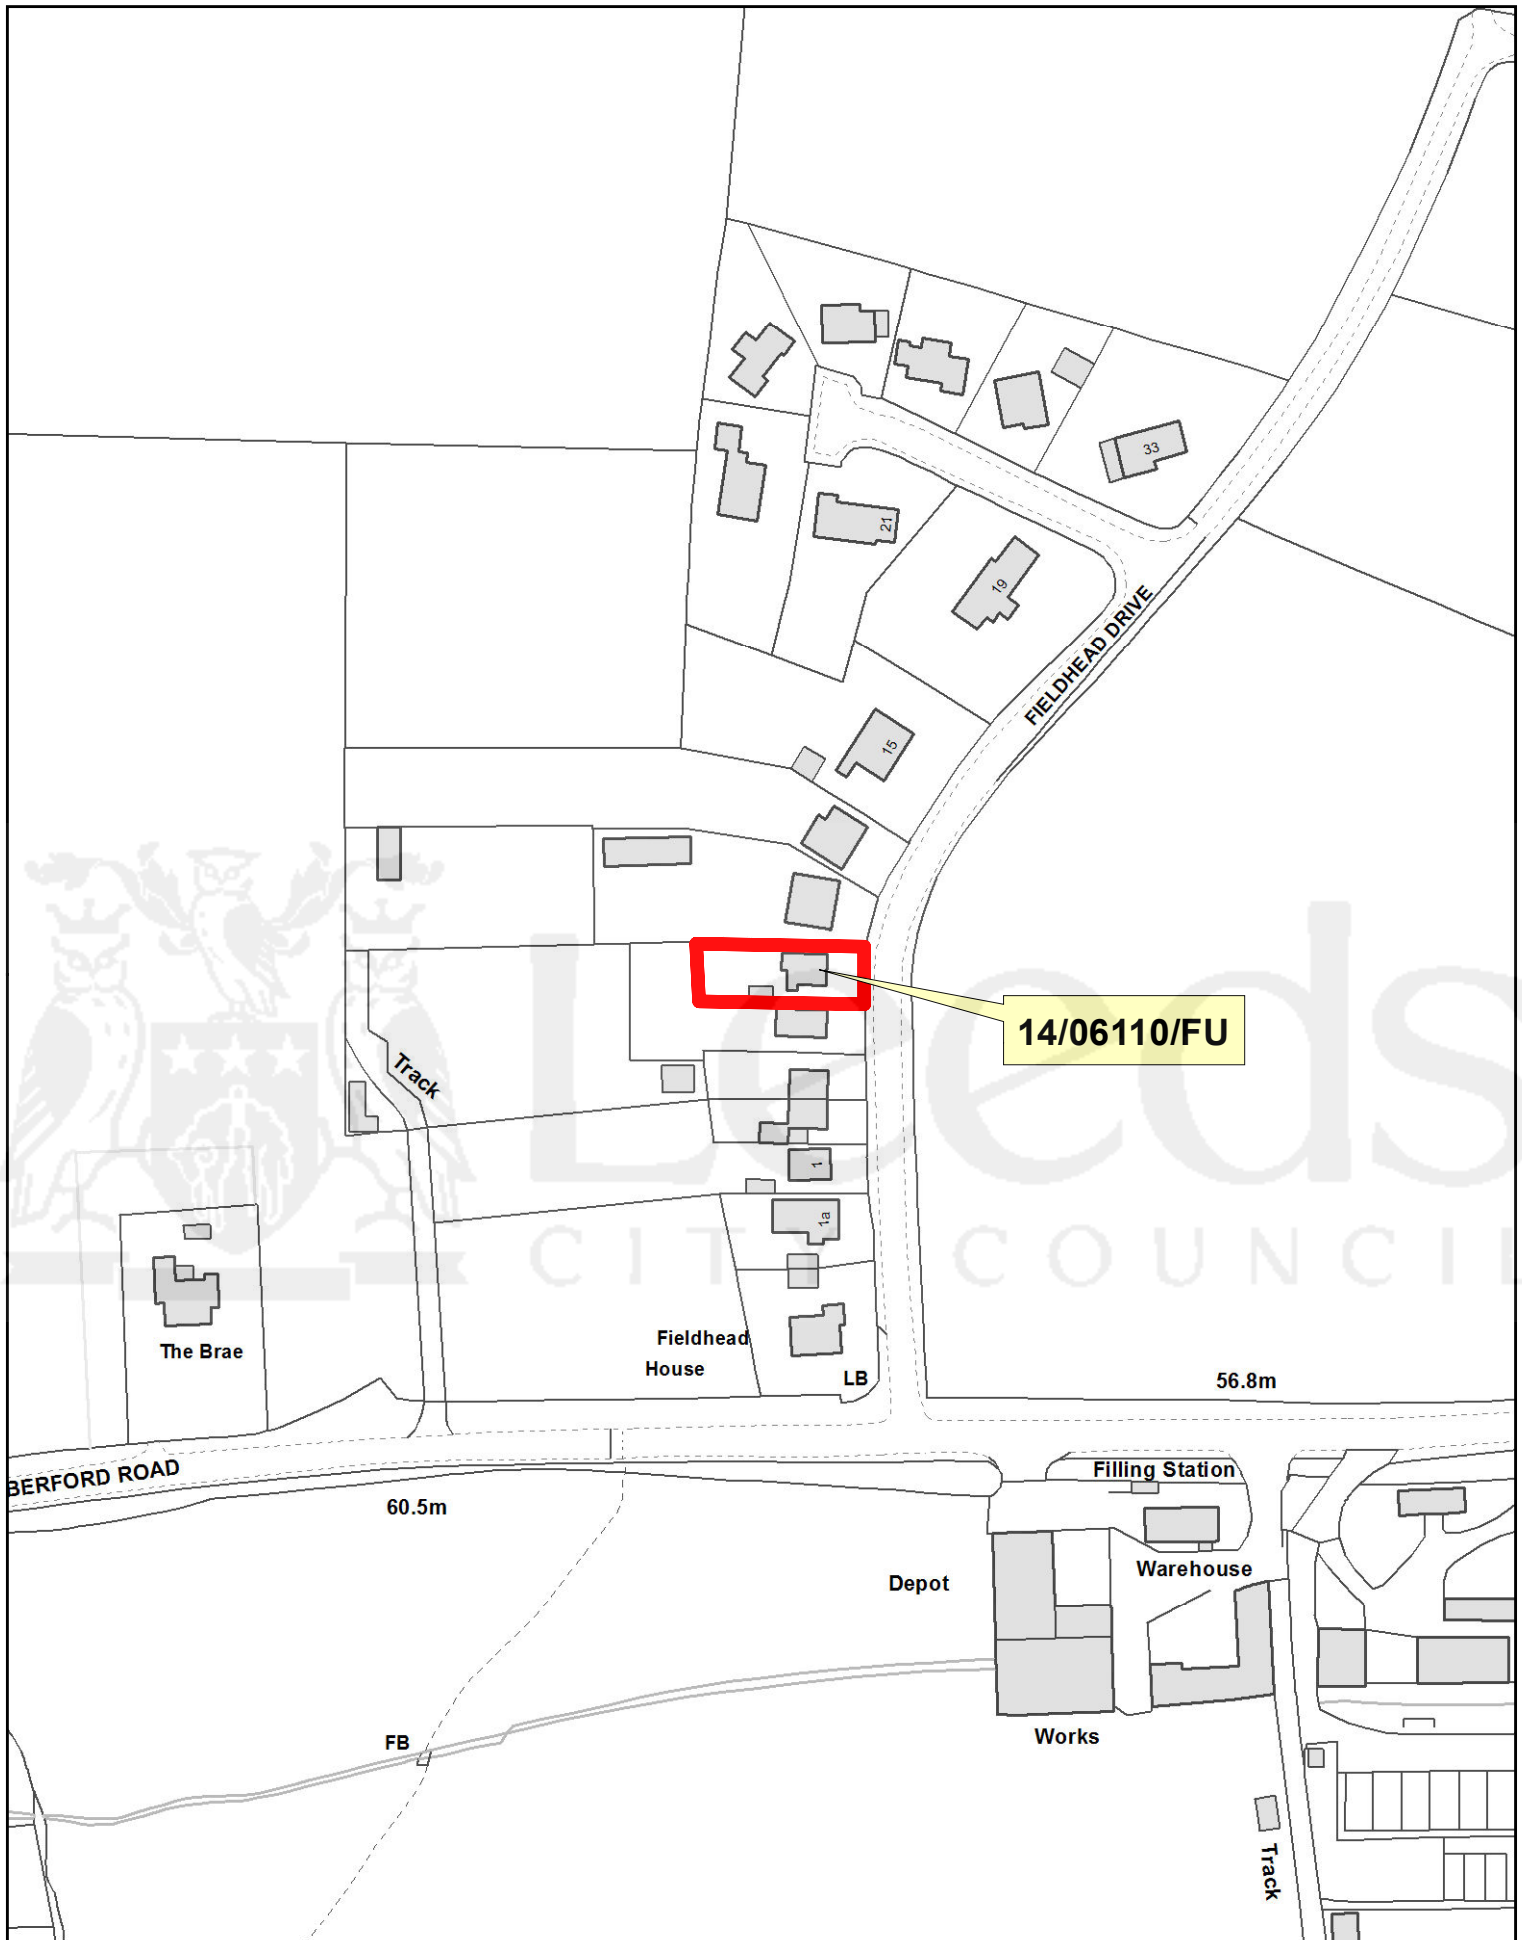 33
21
19
FIELDHEAD DRIVE
15
14/06110/FU
Track
Leeds
CITY COUNCIL
1
1a
The Brae
Fieldhead
House
LB
56.8m
BERFORD ROAD
60.5m
Filling Station
Depot
Warehouse
FB
Works
Track